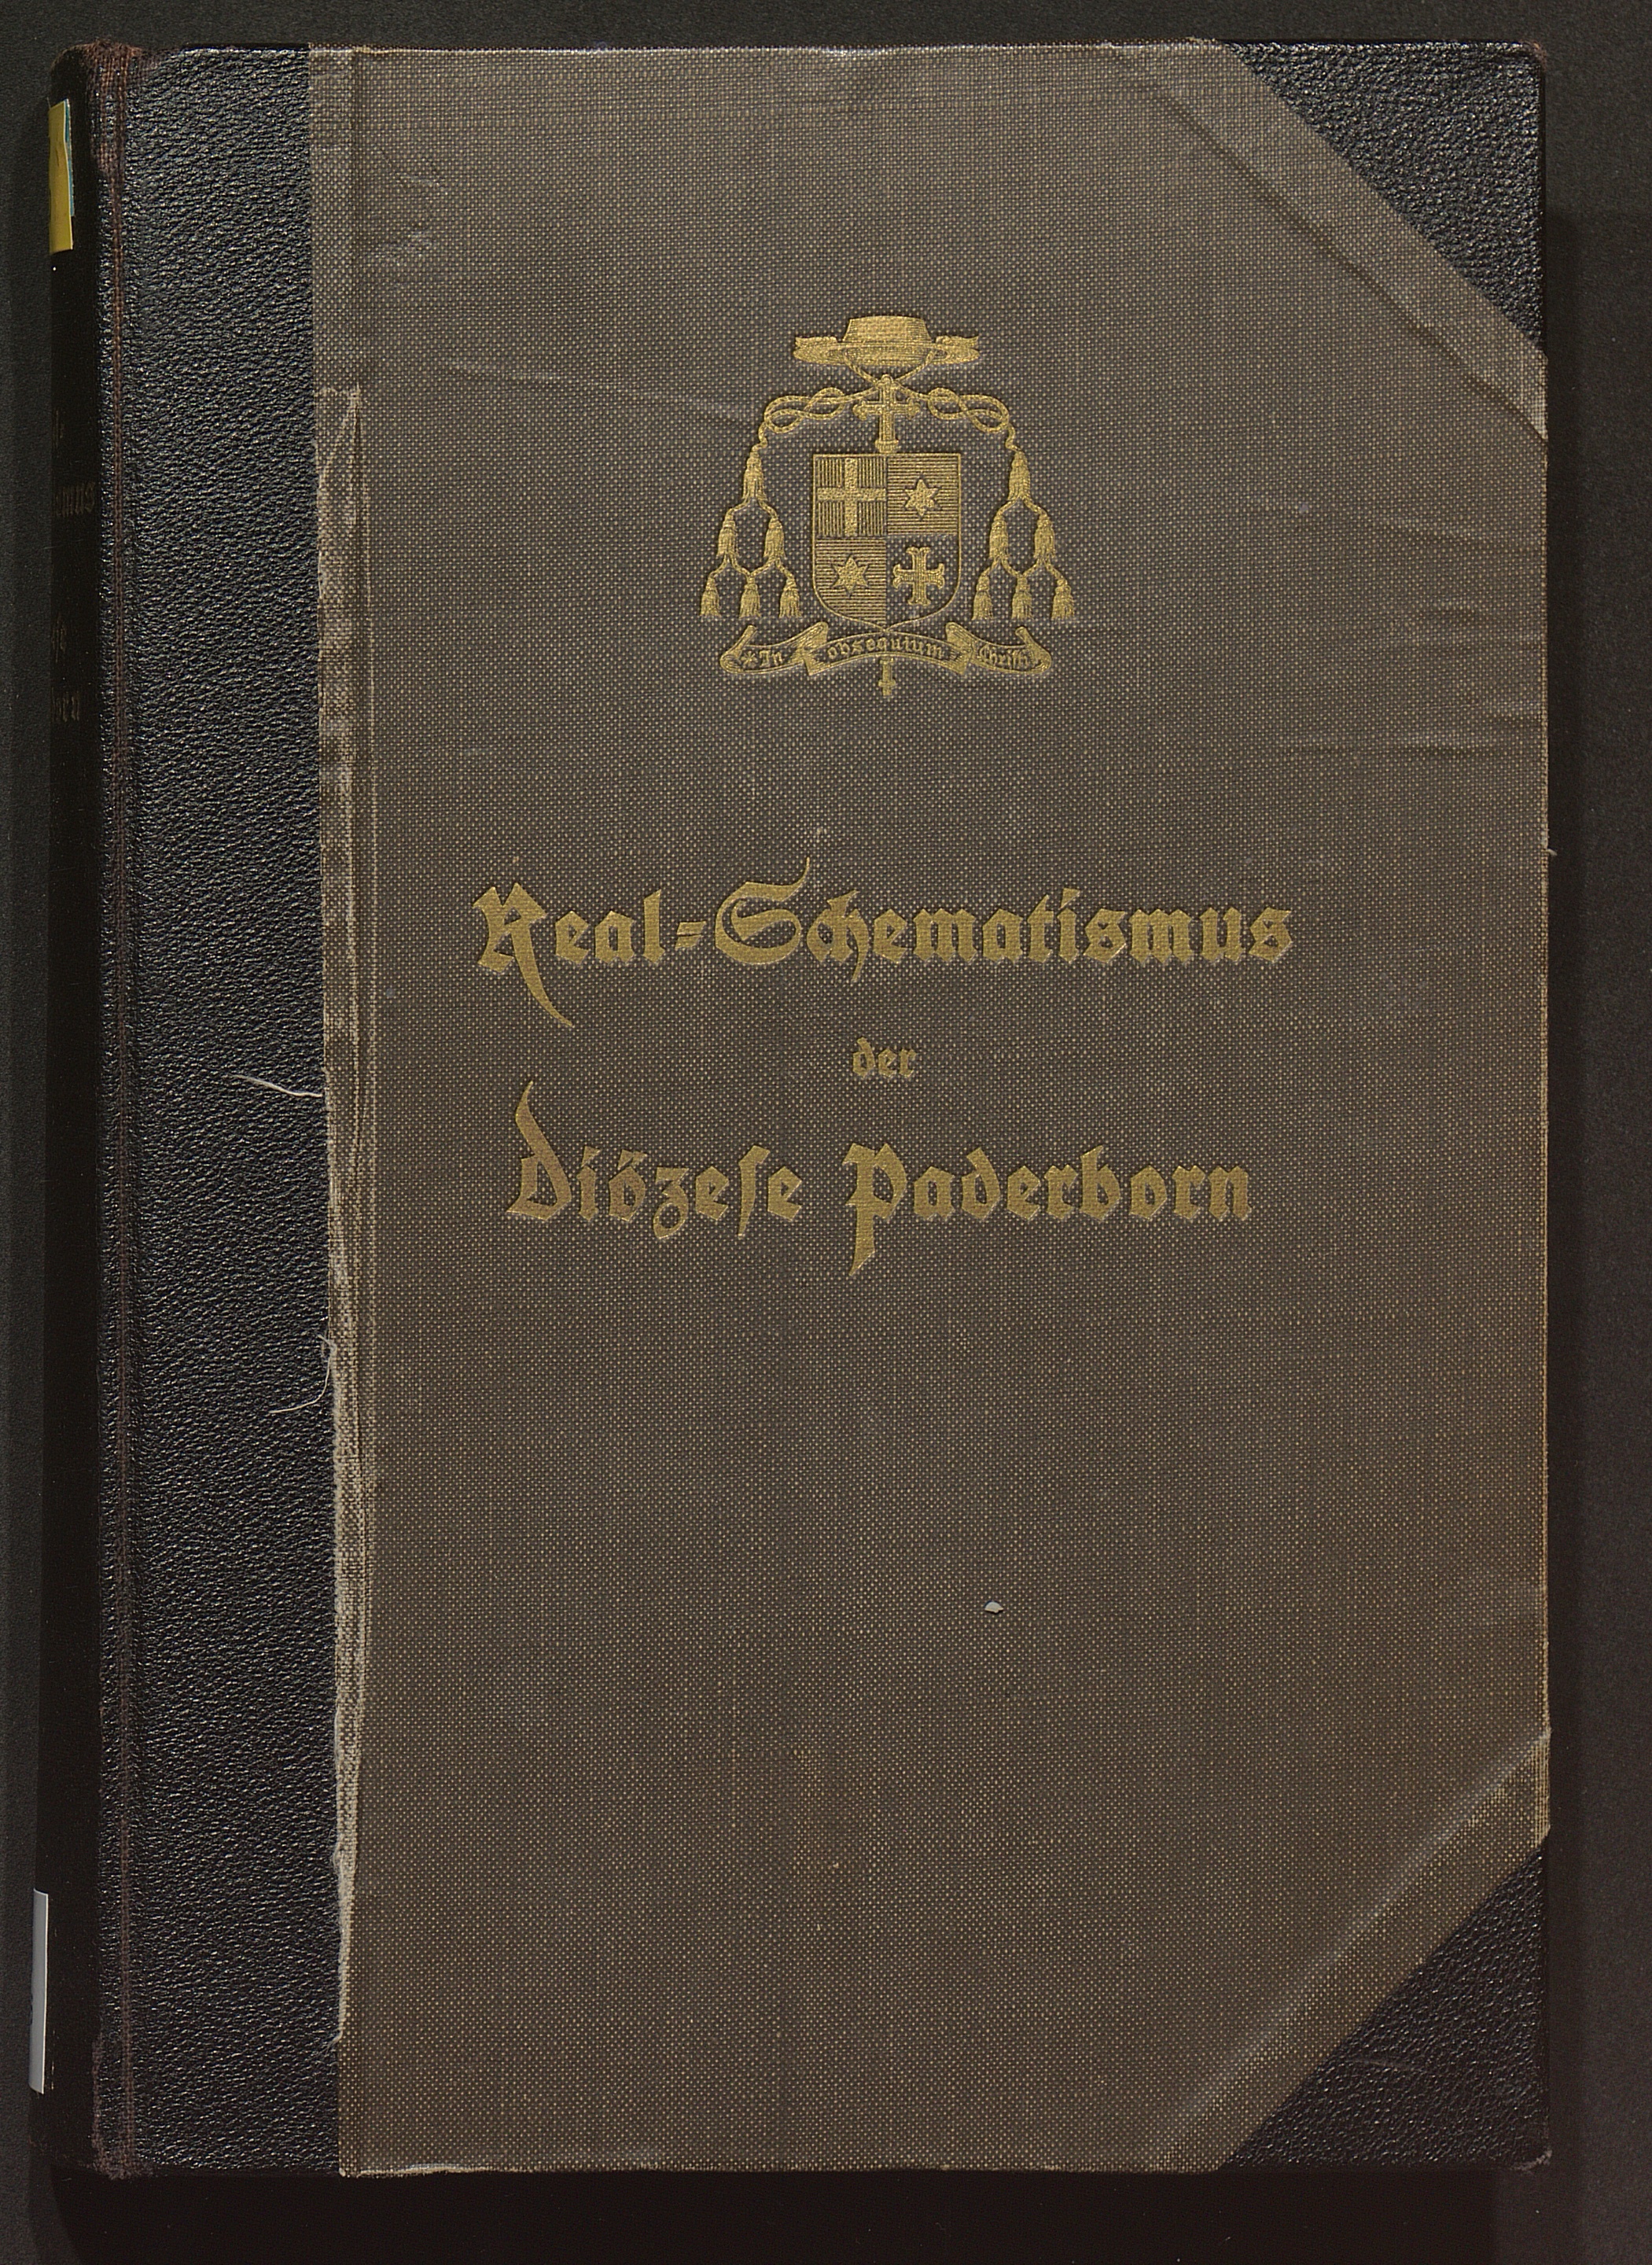 In obsequium Christi
Real=Schematismus
der
Diözese Paderborn